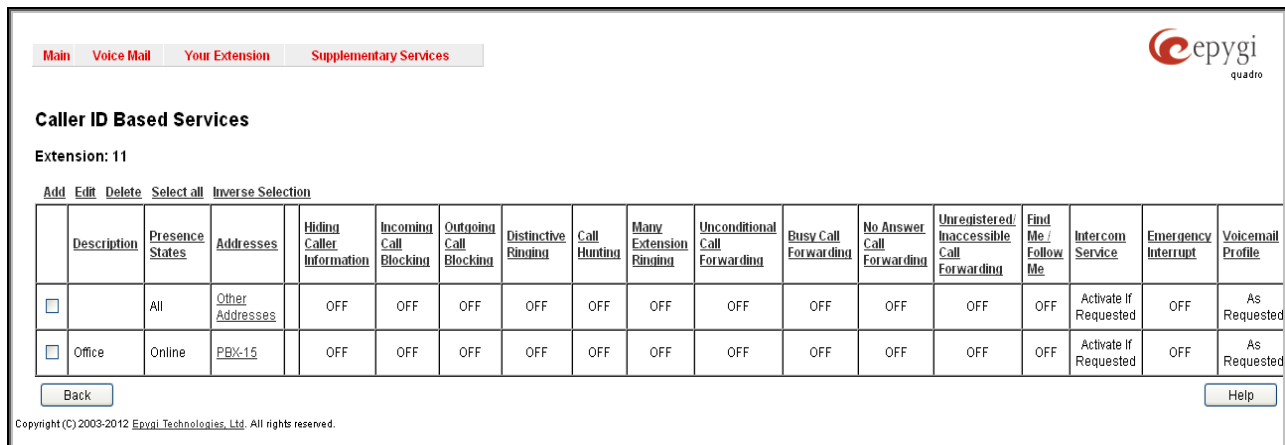 Main Voice Mail Your Extension Supplementary Services
epygi
quadro
Caller ID Based Services
Extension: 11
Add Edit Delete Select all Inverse Selection
Description Presence States Addresses Hiding Caller Information Incoming Call Blocking Outgoing Call Blocking Distinctive Ringing Call Hunting Many Extension Ringing Unconditional Call Forwarding Busy Call Forwarding No Answer Call Forwarding Unregistered/ Inaccessible Call Forwarding Find Me / Follow Me Intercom Service Emergency Interrupt Voicemail Profile
All Other Addresses OFF OFF OFF OFF OFF OFF OFF OFF OFF OFF OFF Activate If Requested OFF As Requested
Office Online PBX-15 OFF OFF OFF OFF OFF OFF OFF OFF OFF OFF OFF Activate If Requested OFF As Requested
Back Help
Copyright (C) 2003-2012 Epygi Technologies, Ltd. All rights reserved.